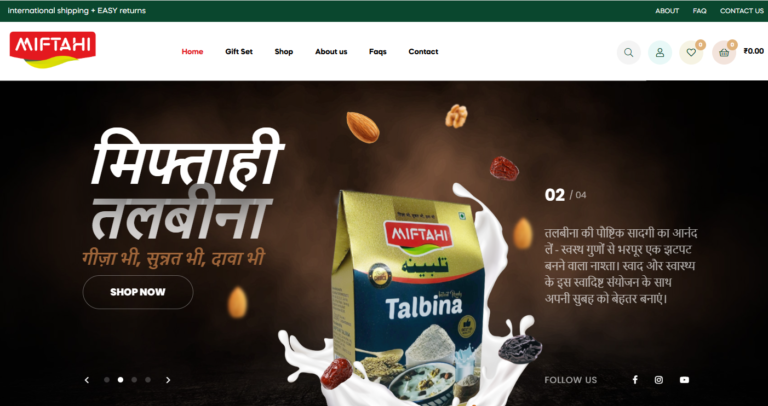 international shipping + EASY returns
ABOUT FAQ CONTACT US
MIFTAHI
Home Gift Set Shop About us Faqs Contact
0 0 ₹0.00
मिफ्ताही
तलबीना
गीज़ा भी, सुन्नत भी, दावा भी
SHOP NOW
MIFTAHI
تلبینہ
Talbina
02 / 04
तलबीना की पौष्टिक सादगी का आनंद
लें - स्वस्थ गुणों से भरपूर एक झटपट
बनने वाला नाश्ता। स्वाद और स्वास्थ्य
के इस स्वादिष्ट संयोजन के साथ
अपनी सुबह को बेहतर बनाएं।
FOLLOW US